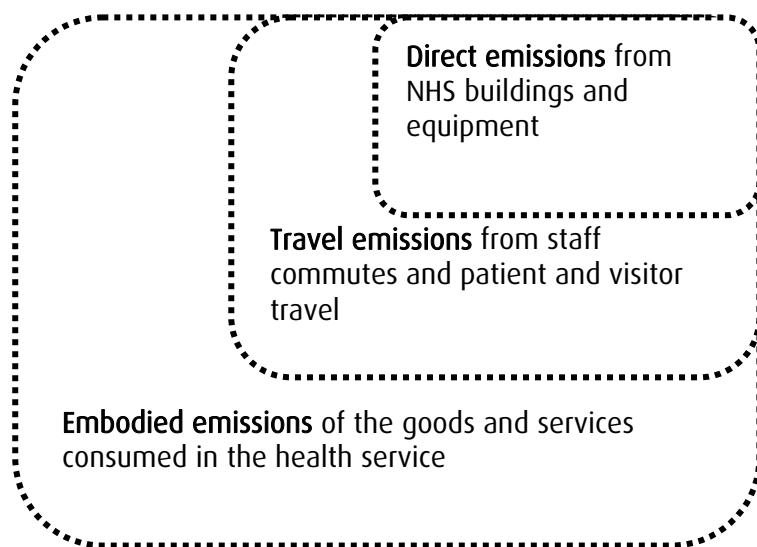 Direct emissions from
NHS buildings and
equipment
Travel emissions from staff
commutes and patient and visitor
travel
Embodied emissions of the goods and services
consumed in the health service